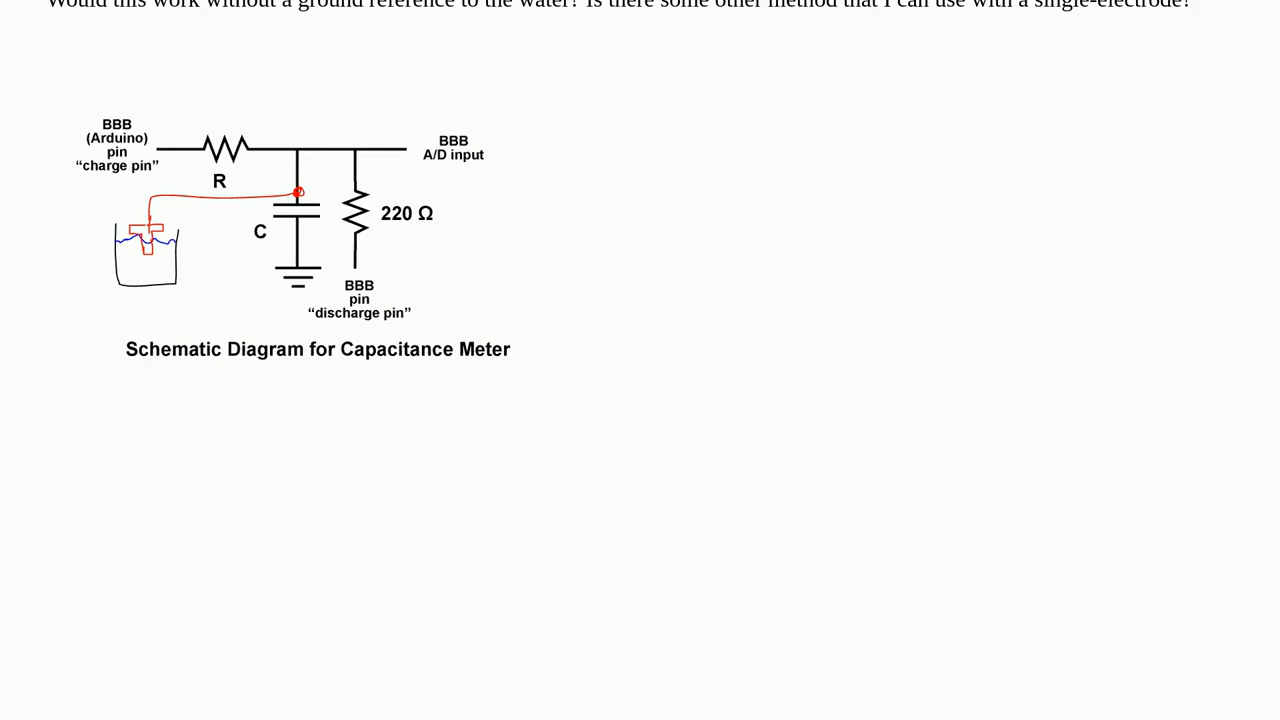 Would this work without a ground reference to the water? Is there some other method that I can use with a single-electrode?
BBB
(Arduino)
pin
“charge pin”
R
BBB
A/D input
C
220 Ω
BBB
pin
“discharge pin”
Schematic Diagram for Capacitance Meter